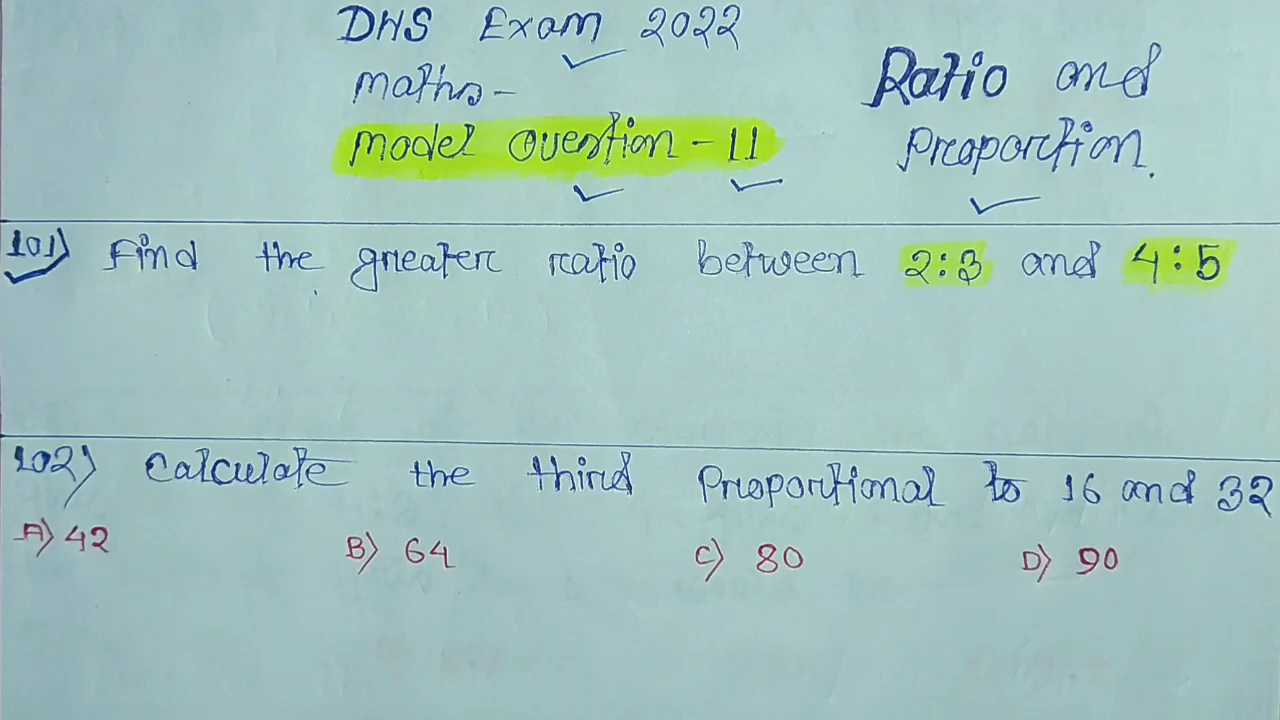 DHS Exam 2022
Maths-
Model Question - 11
Ratio and
Proportion.
101) Find the greater ratio between 2:3 and 4:5
102) Calculate the third Proportional to 16 and 32
A) 42 B) 64 C) 80 D) 90